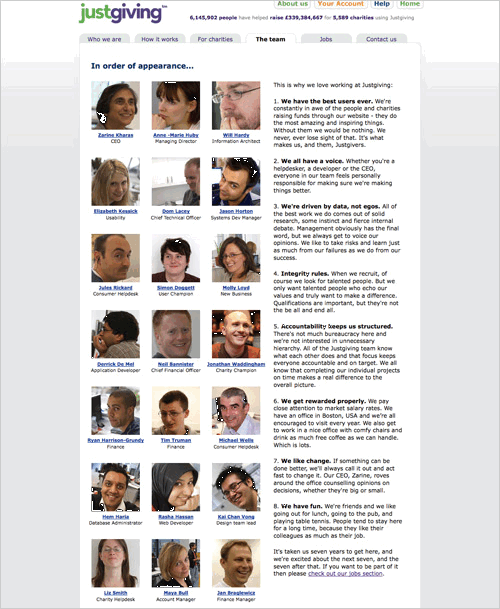 justgiving
About us Your Account Help Home
6,145,902 people have helped raise £339,384,667 for 5,589 charities using Justgiving
Who we are How it works For charities The team Jobs Contact us
In order of appearance...
Zarine Kharas Anne -Marie Huby Will Hardy
CEO Managing Director Information Architect
Elizabeth Kessick Dom Lacey Jason Horton
Usability Chief Technical Officer Systems Dev Manager
Jules Rickard Simon Doggett Molly Loyd
Consumer Helpdesk User Champion New Business
Derrick De Mel Neil Bannister Jonathan Waddingham
Application Developer Chief Financial Officer Charity Champion
Ryan Harrison-Grundy Tim Truman Michael Wells
Finance Finance Consumer Helpdesk
Hem Haria Rasha Hassan Kai Chan Vong
Database Administrator Web Developer Design team lead
Liz Smith Maya Bull Jan Braglewicz
Charity Helpdesk Account Manager Finance Manager
This is why we love working at Justgiving:
1. We have the best users ever. We're
constantly in awe of the people and charities
raising funds through our website - they do
the most amazing and inspiring things.
Without them we would be nothing. We
never, ever lose sight of that. It's what
makes us, and them, Justgivers.
2. We all have a voice. Whether you're a
helpdesker, a developer or the CEO,
everyone in our team feels personally
responsible for making sure we're making
things better.
3. We're driven by data, not egos. All of
the best work we do comes out of solid
research, some instinct and fierce internal
debate. Management obviously has the final
word, but we always get to voice our
opinions. We like to take risks and learn just
as much from our failures as we do from our
success.
4. Integrity rules. When we recruit, of
course we look for talented people. But we
only want talented people who echo our
values and truly want to make a difference.
Qualifications are important, but they're not
the be all and end all.
5. Accountability keeps us structured.
There's not much bureaucracy here and
we're not interested in unnecessary
hierarchy. All of the Justgiving team know
what each other does and that focus keeps
everyone accountable and on target. We all
know that completing our individual projects
on time makes a real difference to the
overall picture.
6. We get rewarded properly. We pay
close attention to market salary rates. We
have an office in Boston, USA and we're all
encouraged to visit every year. We also get
to work in a nice office with comfy chairs and
drink as much free coffee as we can handle.
Which is lots.
7. We like change. If something can be
done better, we'll always call it out and act
fast to change it. Our CEO, Zarine, roves
around the office counselling opinions on
decisions, whether they're big or small.
8. We have fun. We're friends and we like
going out for lunch, going to the pub, and
playing table tennis. People tend to stay here
for a long time, because they like their
colleagues as much as their job.
It's taken us seven years to get here, and
we're excited about the next seven, and the
seven after that. If you want to be part of it
then please check out our jobs section.